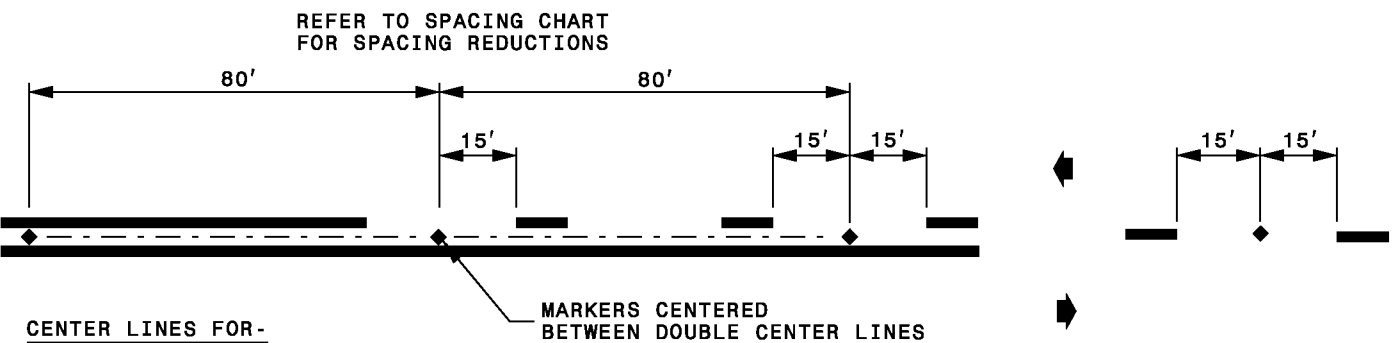 REFER TO SPACING CHART
FOR SPACING REDUCTIONS
80'
80'
15'
15'
15'
15'
15'
MARKERS CENTERED
BETWEEN DOUBLE CENTER LINES
CENTER LINES FOR-